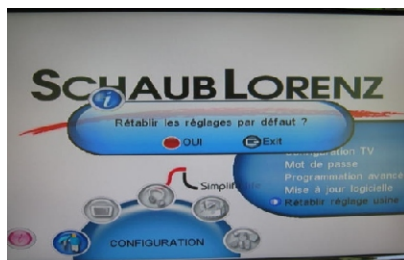 SCHAUB LORENZ
Rétablir les réglages par défaut ?
OUI Exit
Configuration TV
Mot de passe
Programmation avancé
Mise à jour logicielle
Rétablir réglage usine
CONFIGURATION